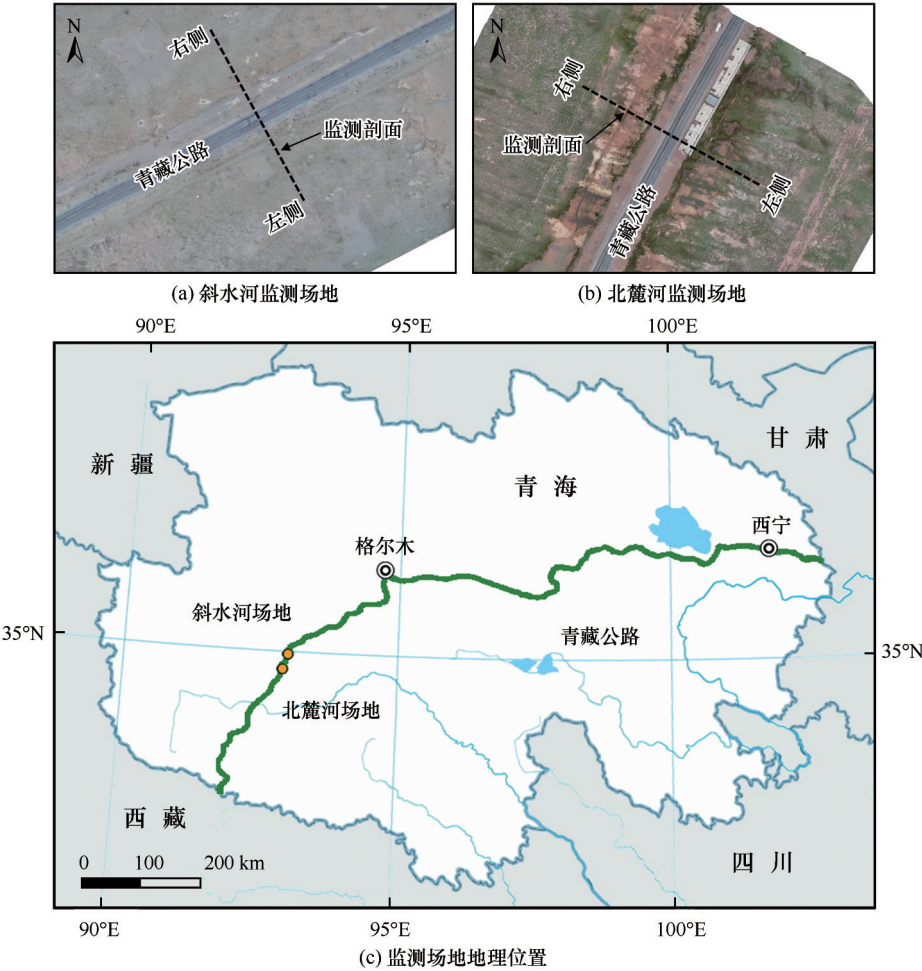 N
右侧
监测剖面
青藏公路
左侧
N
右侧
监测剖面
青藏公路
左侧
(a) 斜水河监测场地
(b) 北麓河监测场地
90°E
95°E
100°E
甘 肃
新 疆
青 海
西宁
格尔木
斜水河场地
35°N
青藏公路
35°N
北麓河场地
西 藏
四 川
0 100 200 km
90°E
95°E
100°E
(c) 监测场地地理位置